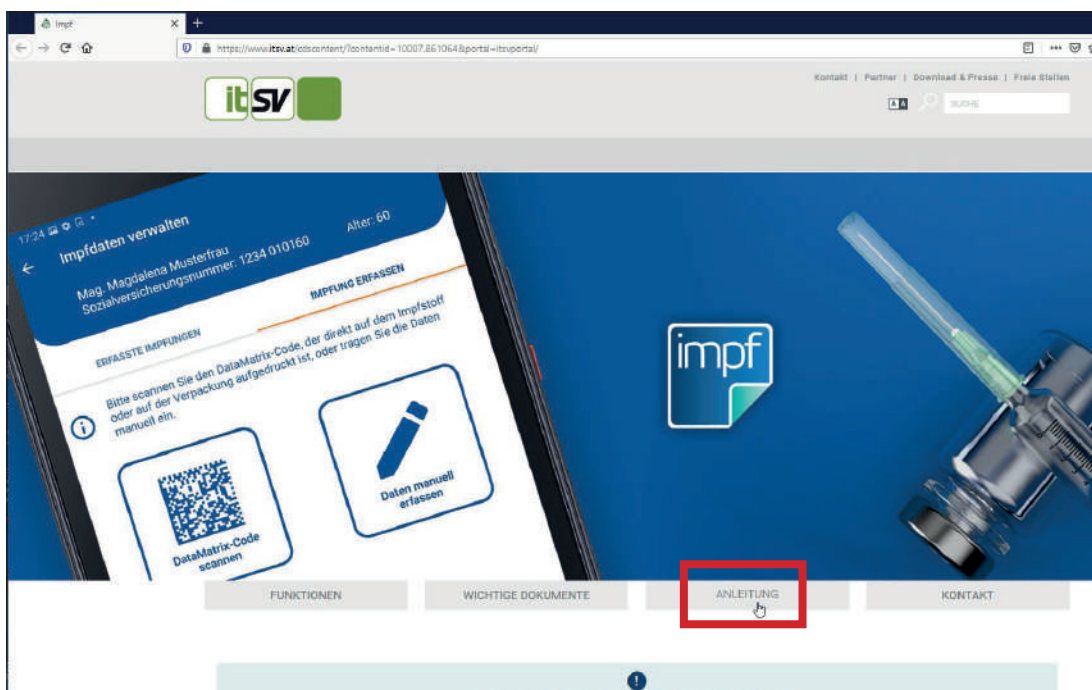 Impf
https://www.itsv.at/cdscontent/?contentid=10007.861064&portal=itsvportal/
itsv
Kontakt | Partner | Download & Presse | Freie Stellen
A A
SUCHE
17:24
Impfdaten verwalten
Mag. Magdalena Musterfrau
Alter: 60
Sozialversicherungsnummer: 1234 010160
ERFASSTE IMPFUNGEN
IMPFUNG ERFASSEN
Bitte scannen Sie den DataMatrix-Code, der direkt auf dem Impfstoff
oder auf der Verpackung aufgedruckt ist, oder tragen Sie die Daten
manuell ein.
DataMatrix-Code
scannen
Daten manuell
erfassen
impf
FUNKTIONEN
WICHTIGE DOKUMENTE
ANLEITUNG
KONTAKT